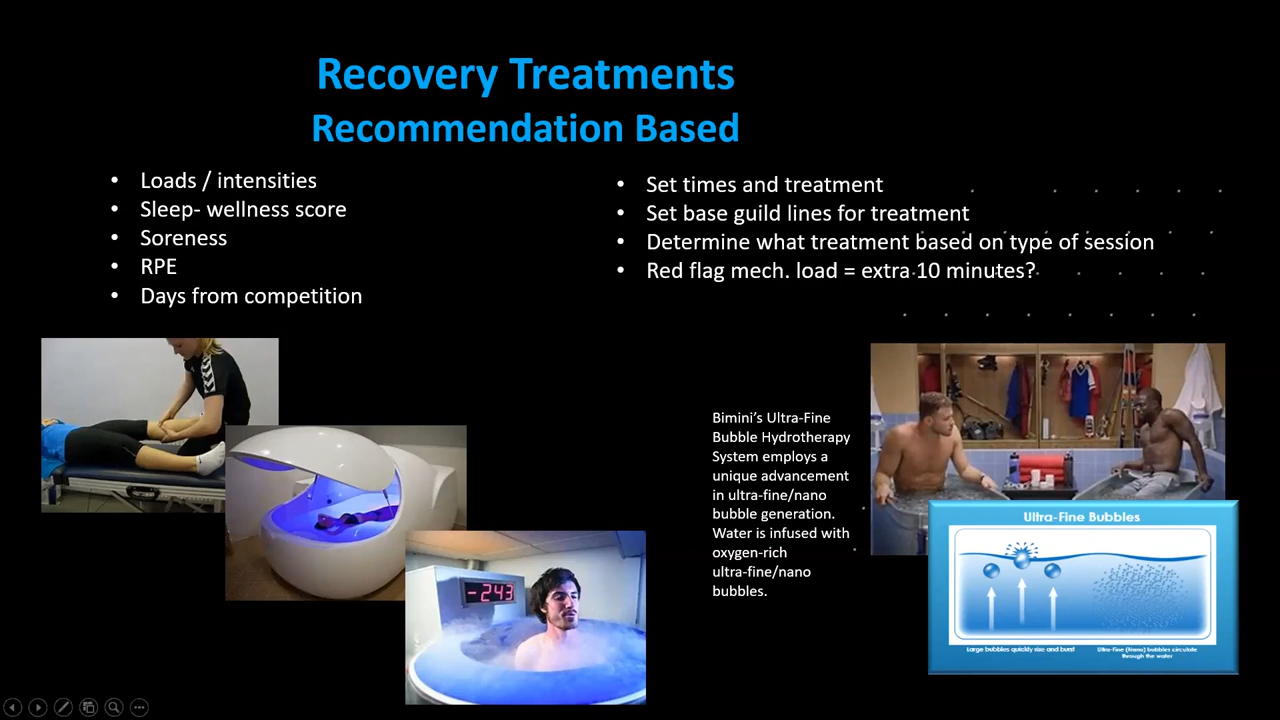 Recovery Treatments
Recommendation Based
• Loads / intensities
• Sleep- wellness score
• Soreness
• RPE
• Days from competition
• Set times and treatment
• Set base guild lines for treatment
• Determine what treatment based on type of session
• Red flag mech. load = extra 10 minutes?
-243
Bimini's Ultra-Fine
Bubble Hydrotherapy
System employs a
unique advancement
in ultra-fine/nano
bubble generation.
Water is infused with
oxygen-rich
ultra-fine/nano
bubbles.
Ultra-Fine Bubbles
Large bubbles quickly rise and burst
Ultra-fine (Nano) bubbles circulate
through the water